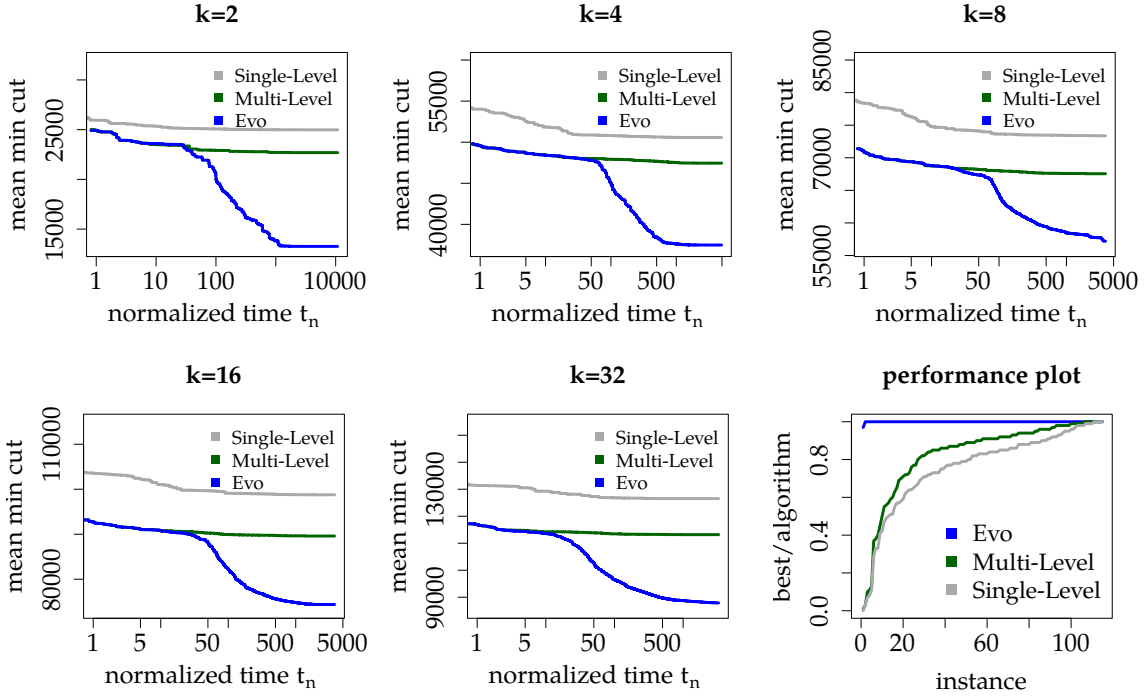 k=2
mean min cut
15000
25000
Single-Level
Multi-Level
Evo
1
10
100
10000
normalized time tₙ
k=4
mean min cut
40000
55000
Single-Level
Multi-Level
Evo
1
5
50
500
normalized time tₙ
k=8
mean min cut
55000
70000
85000
Single-Level
Multi-Level
Evo
1
5
50
500
5000
normalized time tₙ
k=16
mean min cut
80000
110000
Single-Level
Multi-Level
Evo
1
5
50
500
5000
normalized time tₙ
k=32
mean min cut
90000
130000
Single-Level
Multi-Level
Evo
1
5
50
500
normalized time tₙ
performance plot
best/algorithm
0.0
0.4
0.8
Evo
Multi-Level
Single-Level
0
20
60
100
instance